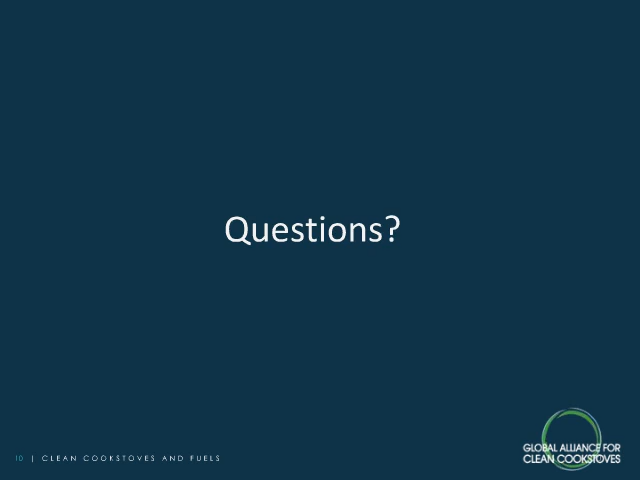 Questions?
10 | CLEAN COOKSTOVES AND FUELS
GLOBAL ALLIANCE FOR
CLEAN COOKSTOVES